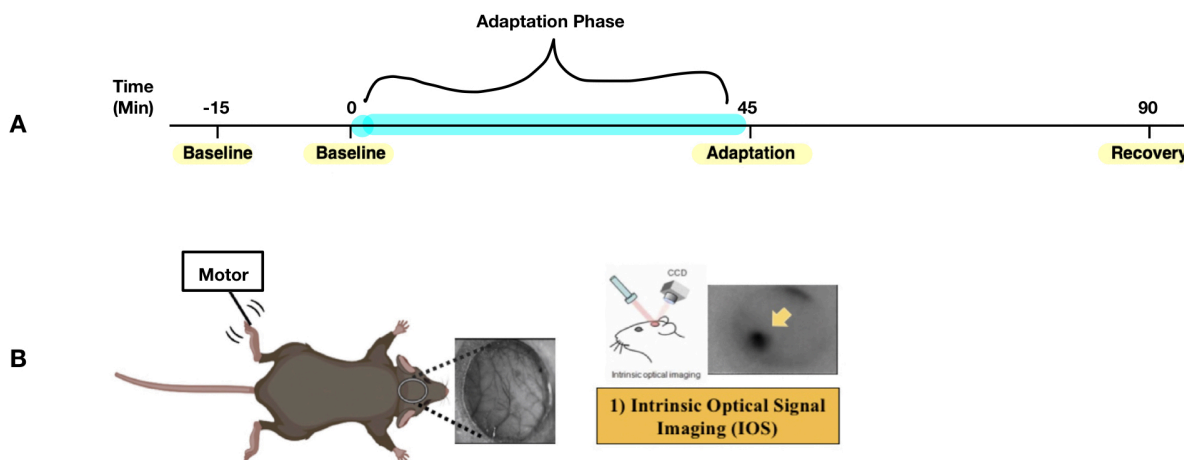 Adaptation Phase
Time
(Min)
-15
0
45
90
A
Baseline
Baseline
Adaptation
Recovery
Motor
B
CCD
Intrinsic optical imaging
1) Intrinsic Optical Signal
Imaging (IOS)